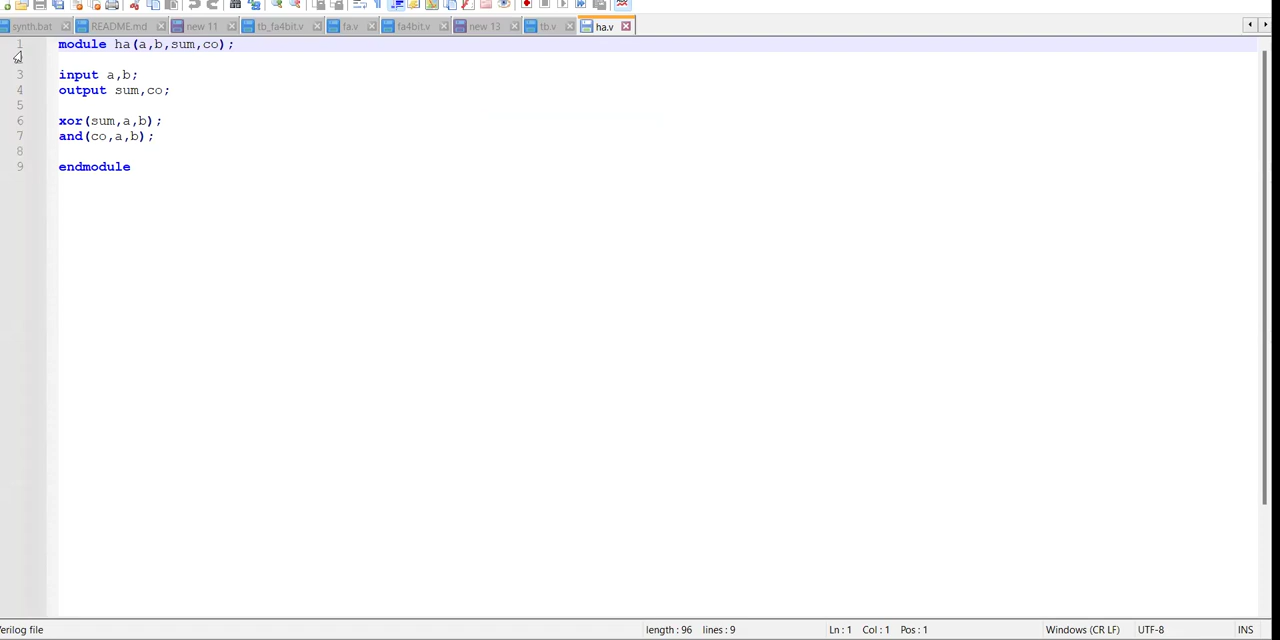 synth.bat README.md new 11 tb_fa4bit.v fa.v fa4bit.v new 13 tb.v ha.v
1 module ha(a,b,sum,co);
3 input a,b;
4 output sum,co;
5
6 xor(sum,a,b);
7 and(co,a,b);
8
9 endmodule
erilog file length : 96 lines : 9 Ln : 1 Col : 1 Pos : 1 Windows (CR LF) UTF-8 INS